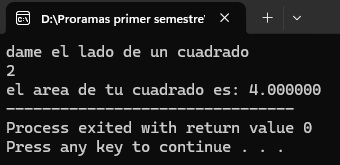 D:\Proramas primer semestre\
dame el lado de un cuadrado
2
el area de tu cuadrado es: 4.000000
--------------------------------
Process exited with return value 0
Press any key to continue . . .